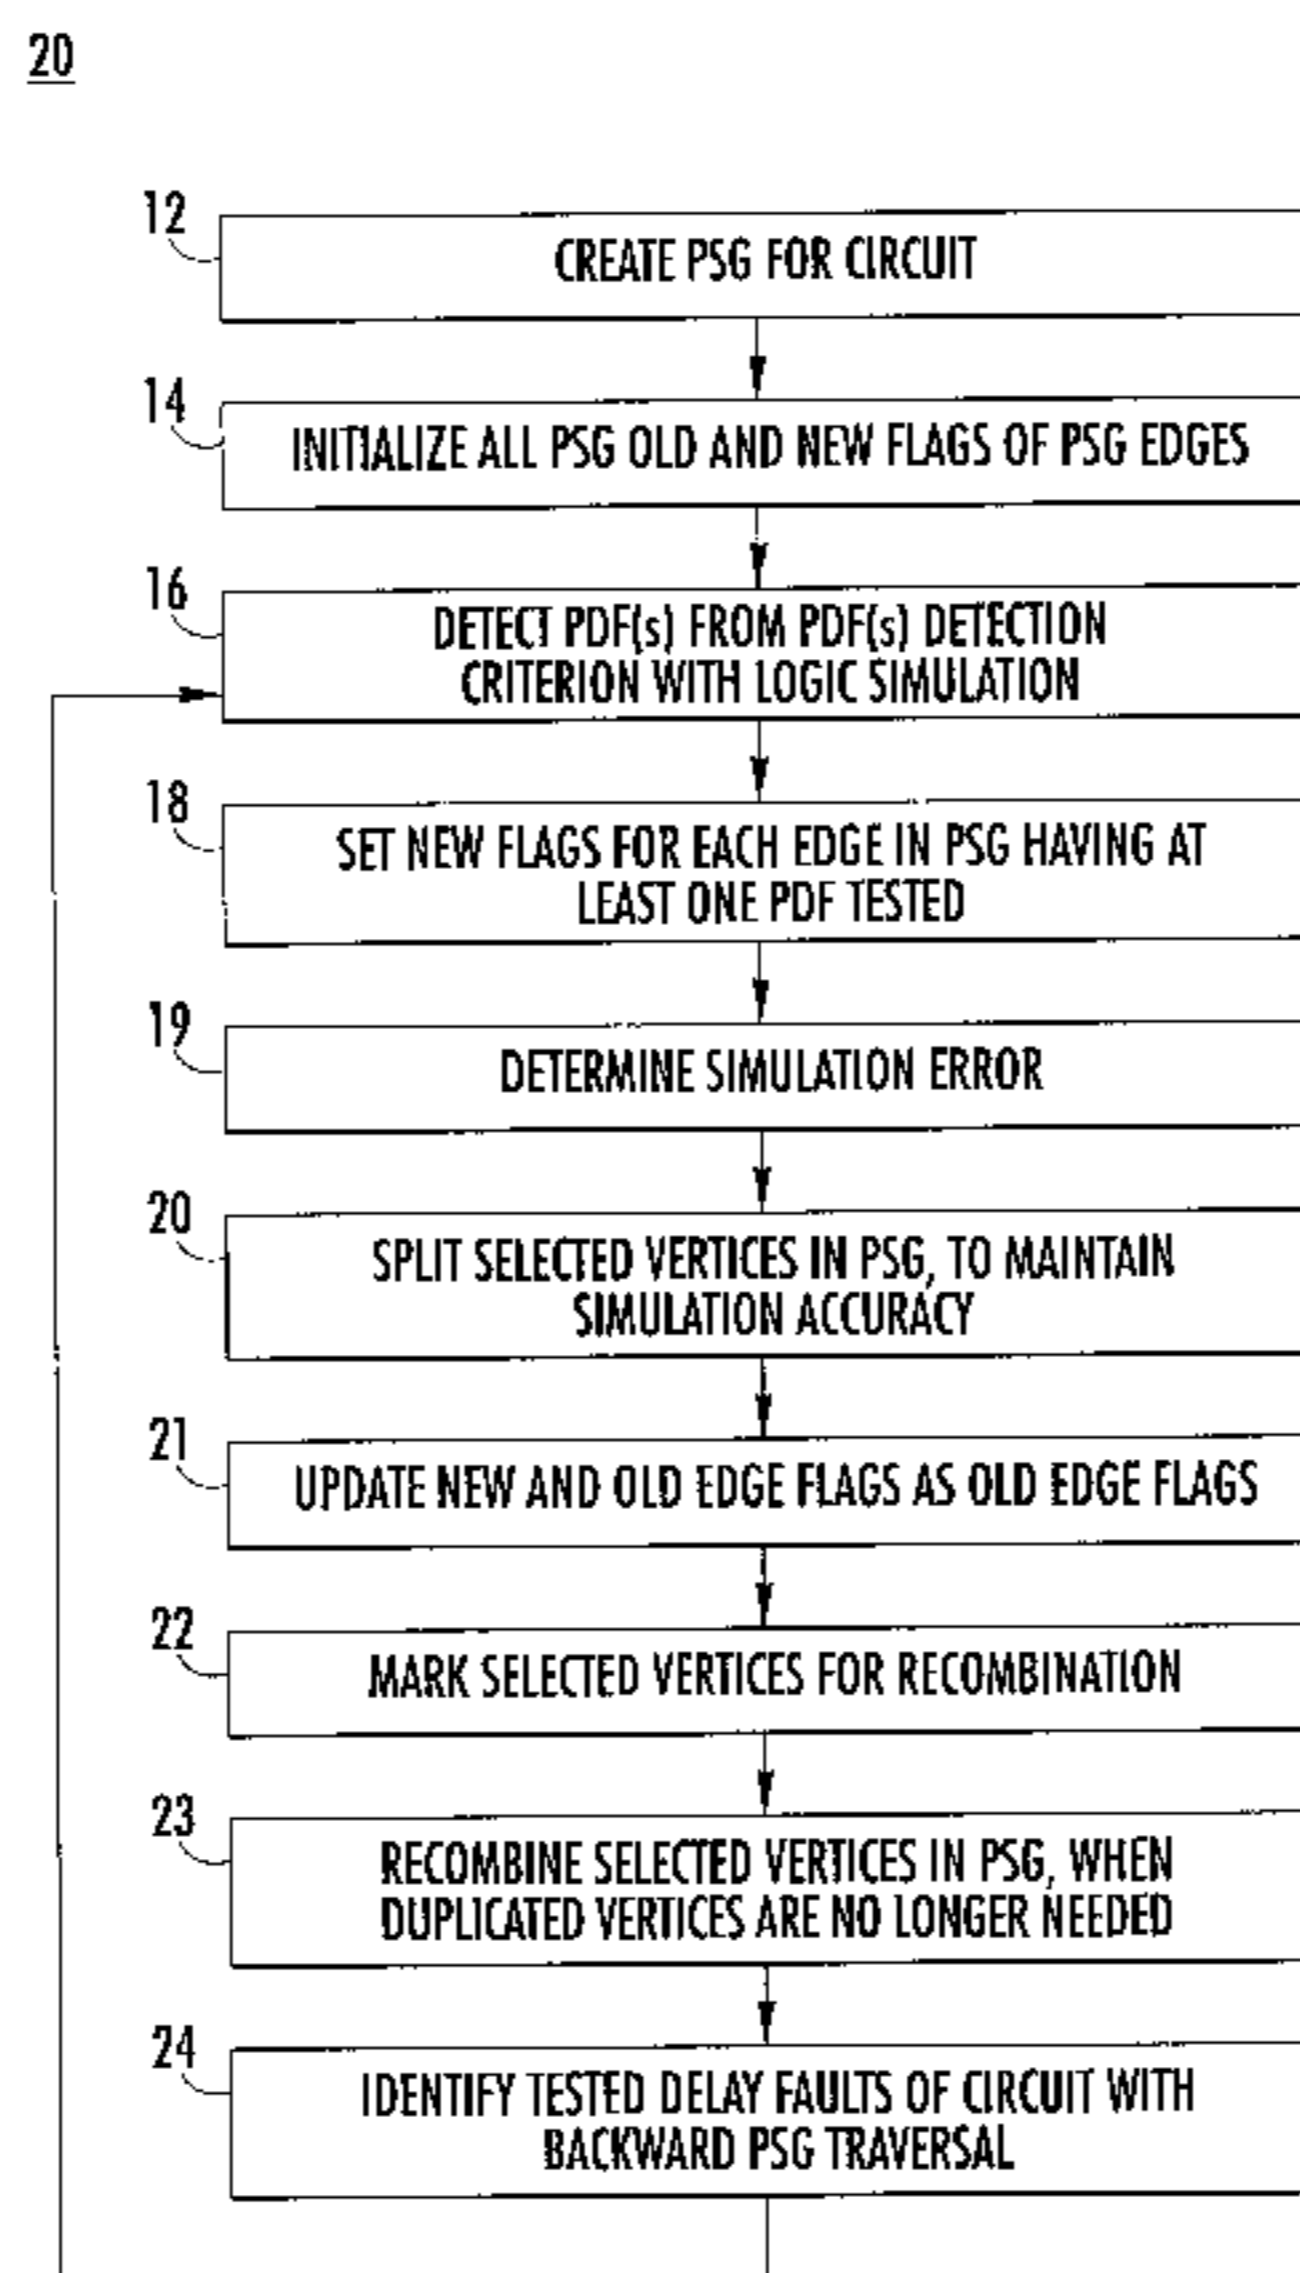 20
12
CREATE PSG FOR CIRCUIT
14
INITIALIZE ALL PSG OLD AND NEW FLAGS OF PSG EDGES
16
DETECT PDF(s) FROM PDF(s) DETECTION
CRITERION WITH LOGIC SIMULATION
18
SET NEW FLAGS FOR EACH EDGE IN PSG HAVING AT
LEAST ONE PDF TESTED
19
DETERMINE SIMULATION ERROR
20
SPLIT SELECTED VERTICES IN PSG, TO MAINTAIN
SIMULATION ACCURACY
21
UPDATE NEW AND OLD EDGE FLAGS AS OLD EDGE FLAGS
22
MARK SELECTED VERTICES FOR RECOMBINATION
23
RECOMBINE SELECTED VERTICES IN PSG, WHEN
DUPLICATED VERTICES ARE NO LONGER NEEDED
24
IDENTIFY TESTED DELAY FAULTS OF CIRCUIT WITH
BACKWARD PSG TRAVERSAL